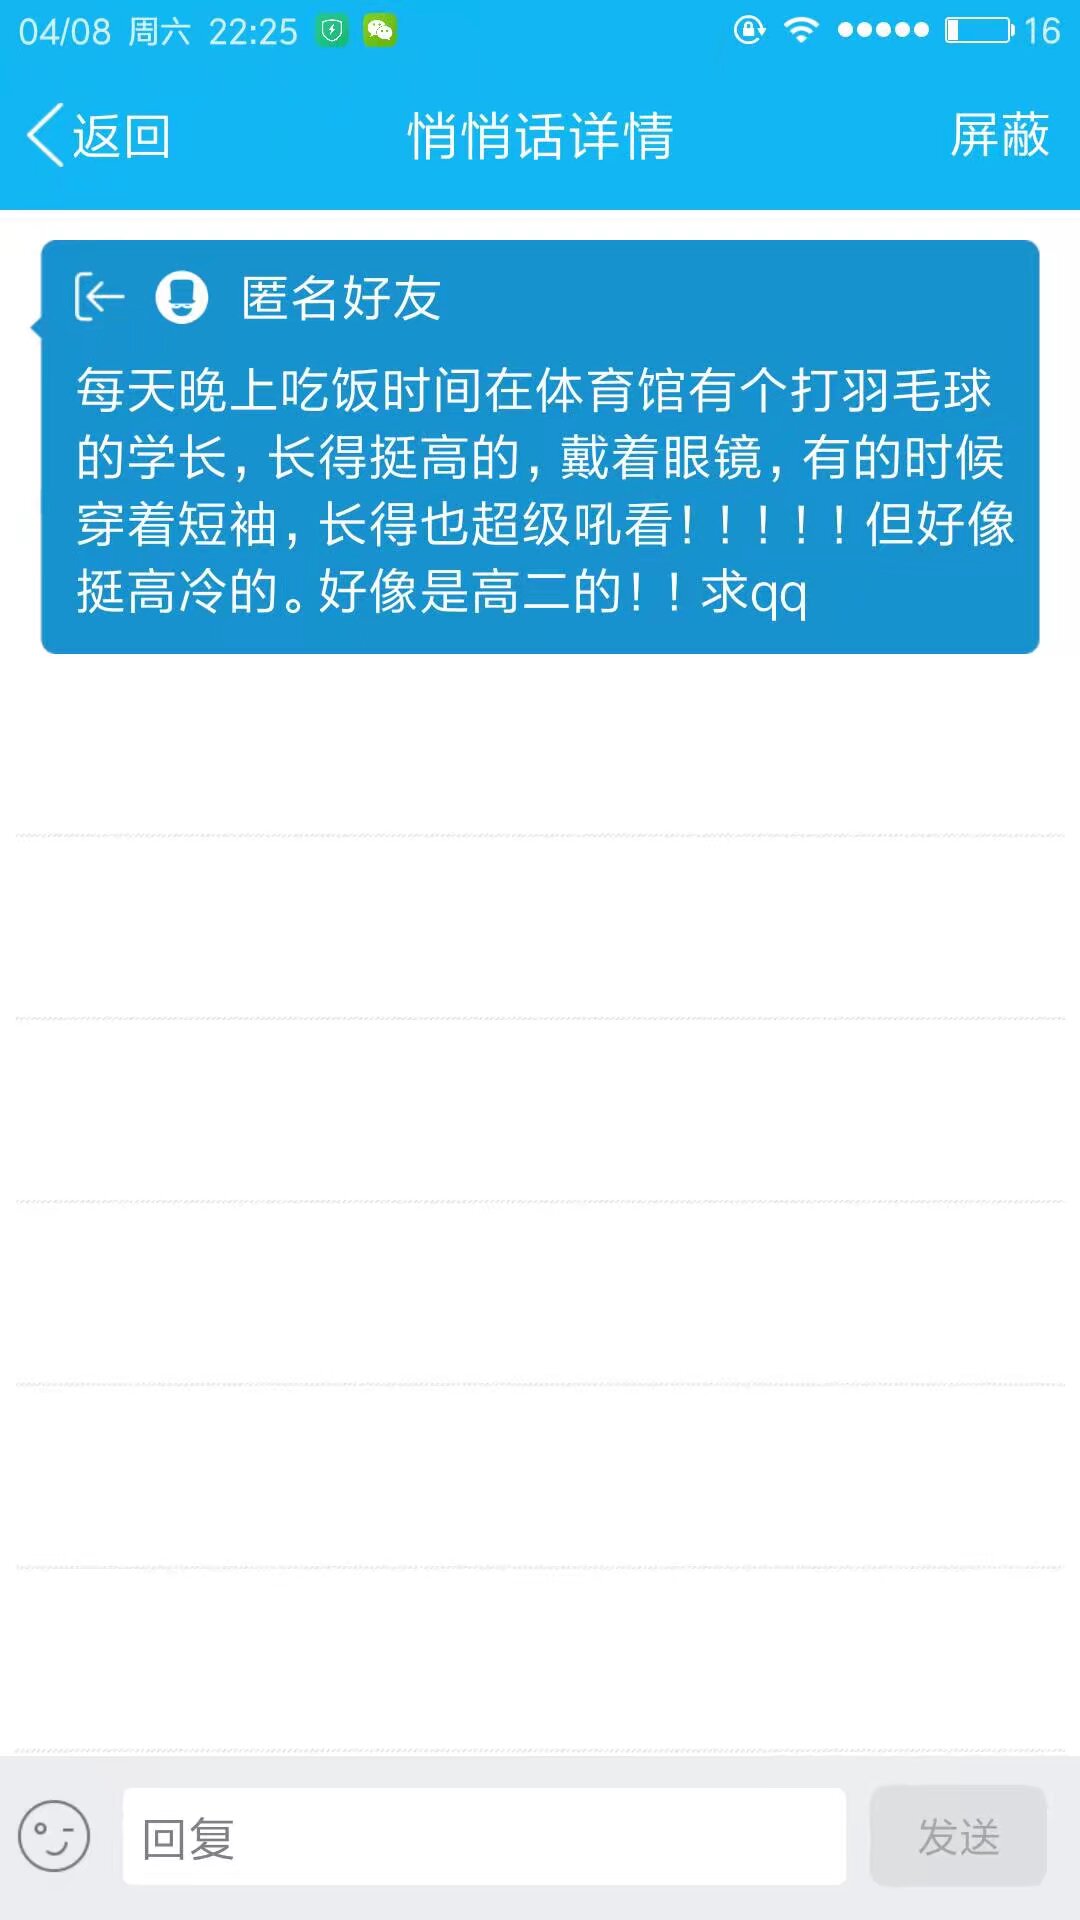 04/08 周六 22:25 16
返回 悄悄话详情 屏蔽
匿名好友
每天晚上吃饭时间在体育馆有个打羽毛球
的学长，长得挺高的，戴着眼镜，有的时候
穿着短袖，长得也超级吼看！！！！！但好像
挺高冷的。好像是高二的！！求qq
回复 发送